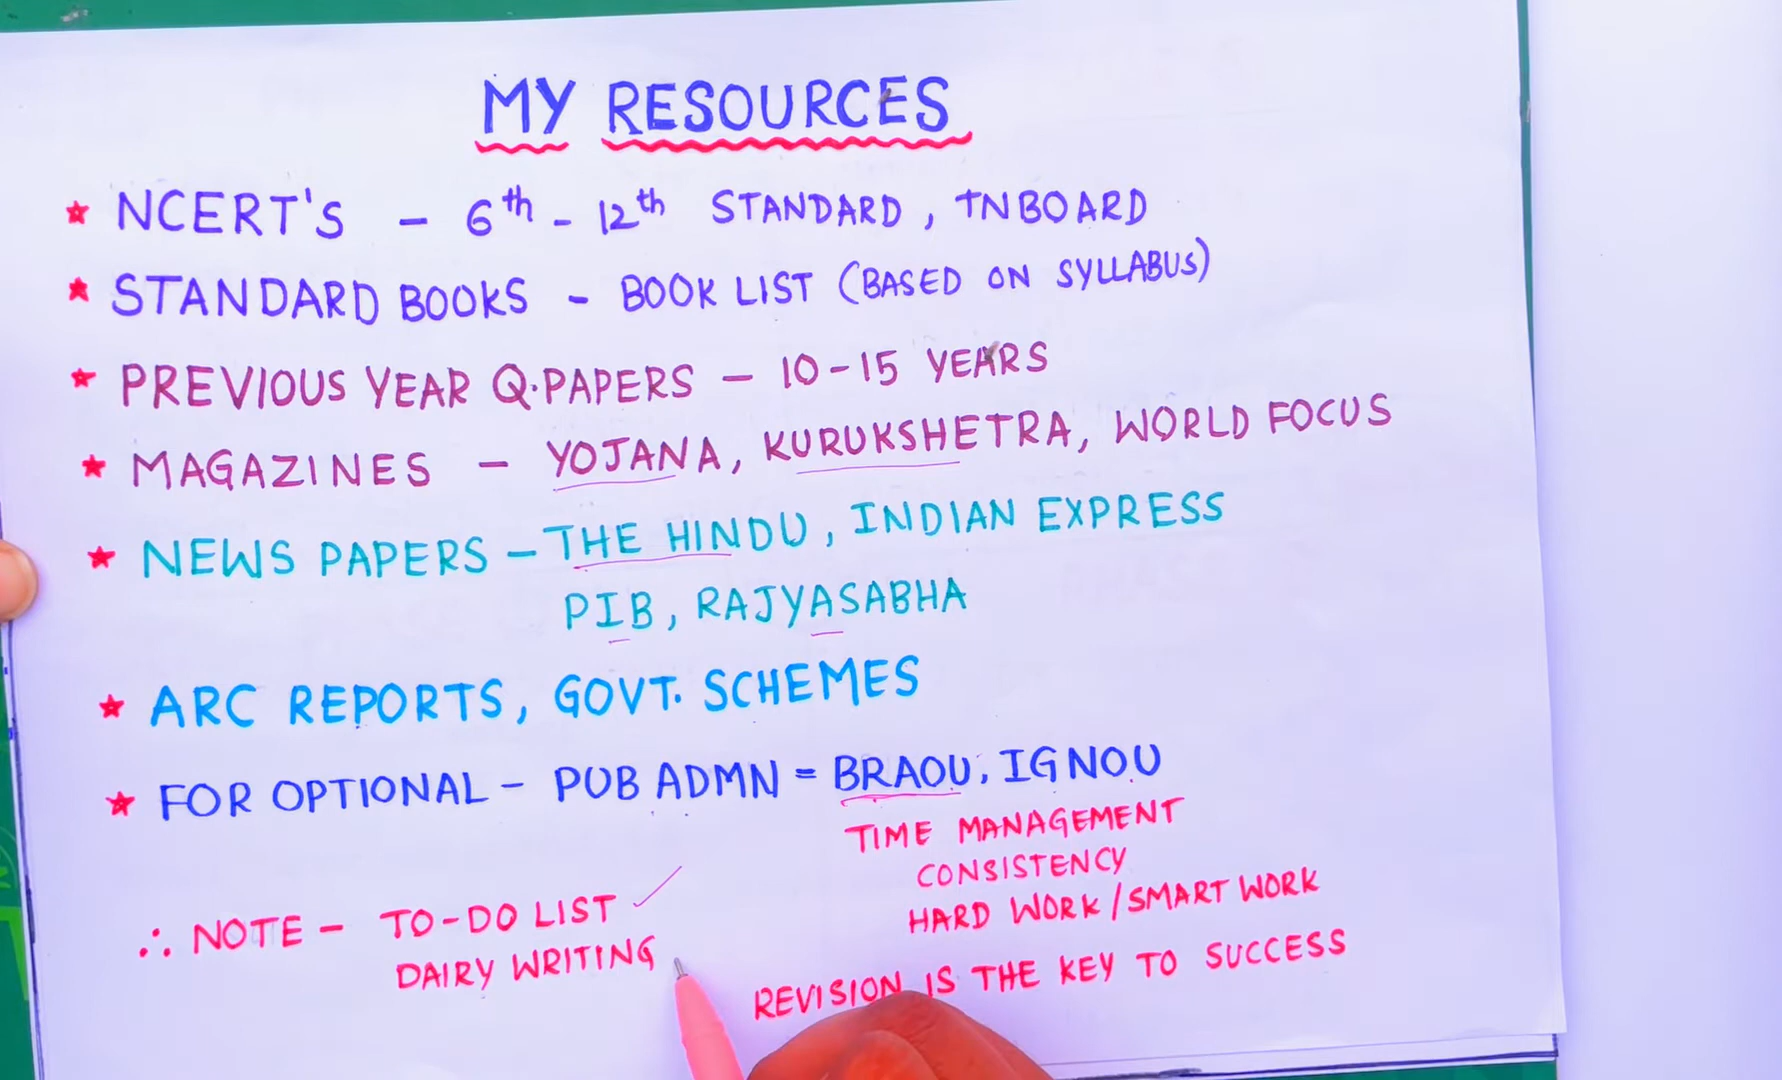 MY RESOURCES
★ NCERT'S - 6th - 12th STANDARD, TNBOARD
★ STANDARD BOOKS - BOOK LIST (BASED ON SYLLABUS)
★ PREVIOUS YEAR Q.PAPERS - 10-15 YEARS
★ MAGAZINES - YOJANA, KURUKSHETRA, WORLD FOCUS
★ NEWS PAPERS - THE HINDU, INDIAN EXPRESS
PIB, RAJYASABHA
★ ARC REPORTS, GOVT. SCHEMES
★ FOR OPTIONAL - PUB ADMN = BRAOU, IGNOU
TIME MANAGEMENT
CONSISTENCY
HARD WORK/SMART WORK
∴ NOTE - TO-DO LIST ✓
DAIRY WRITING
REVISION IS THE KEY TO SUCCESS